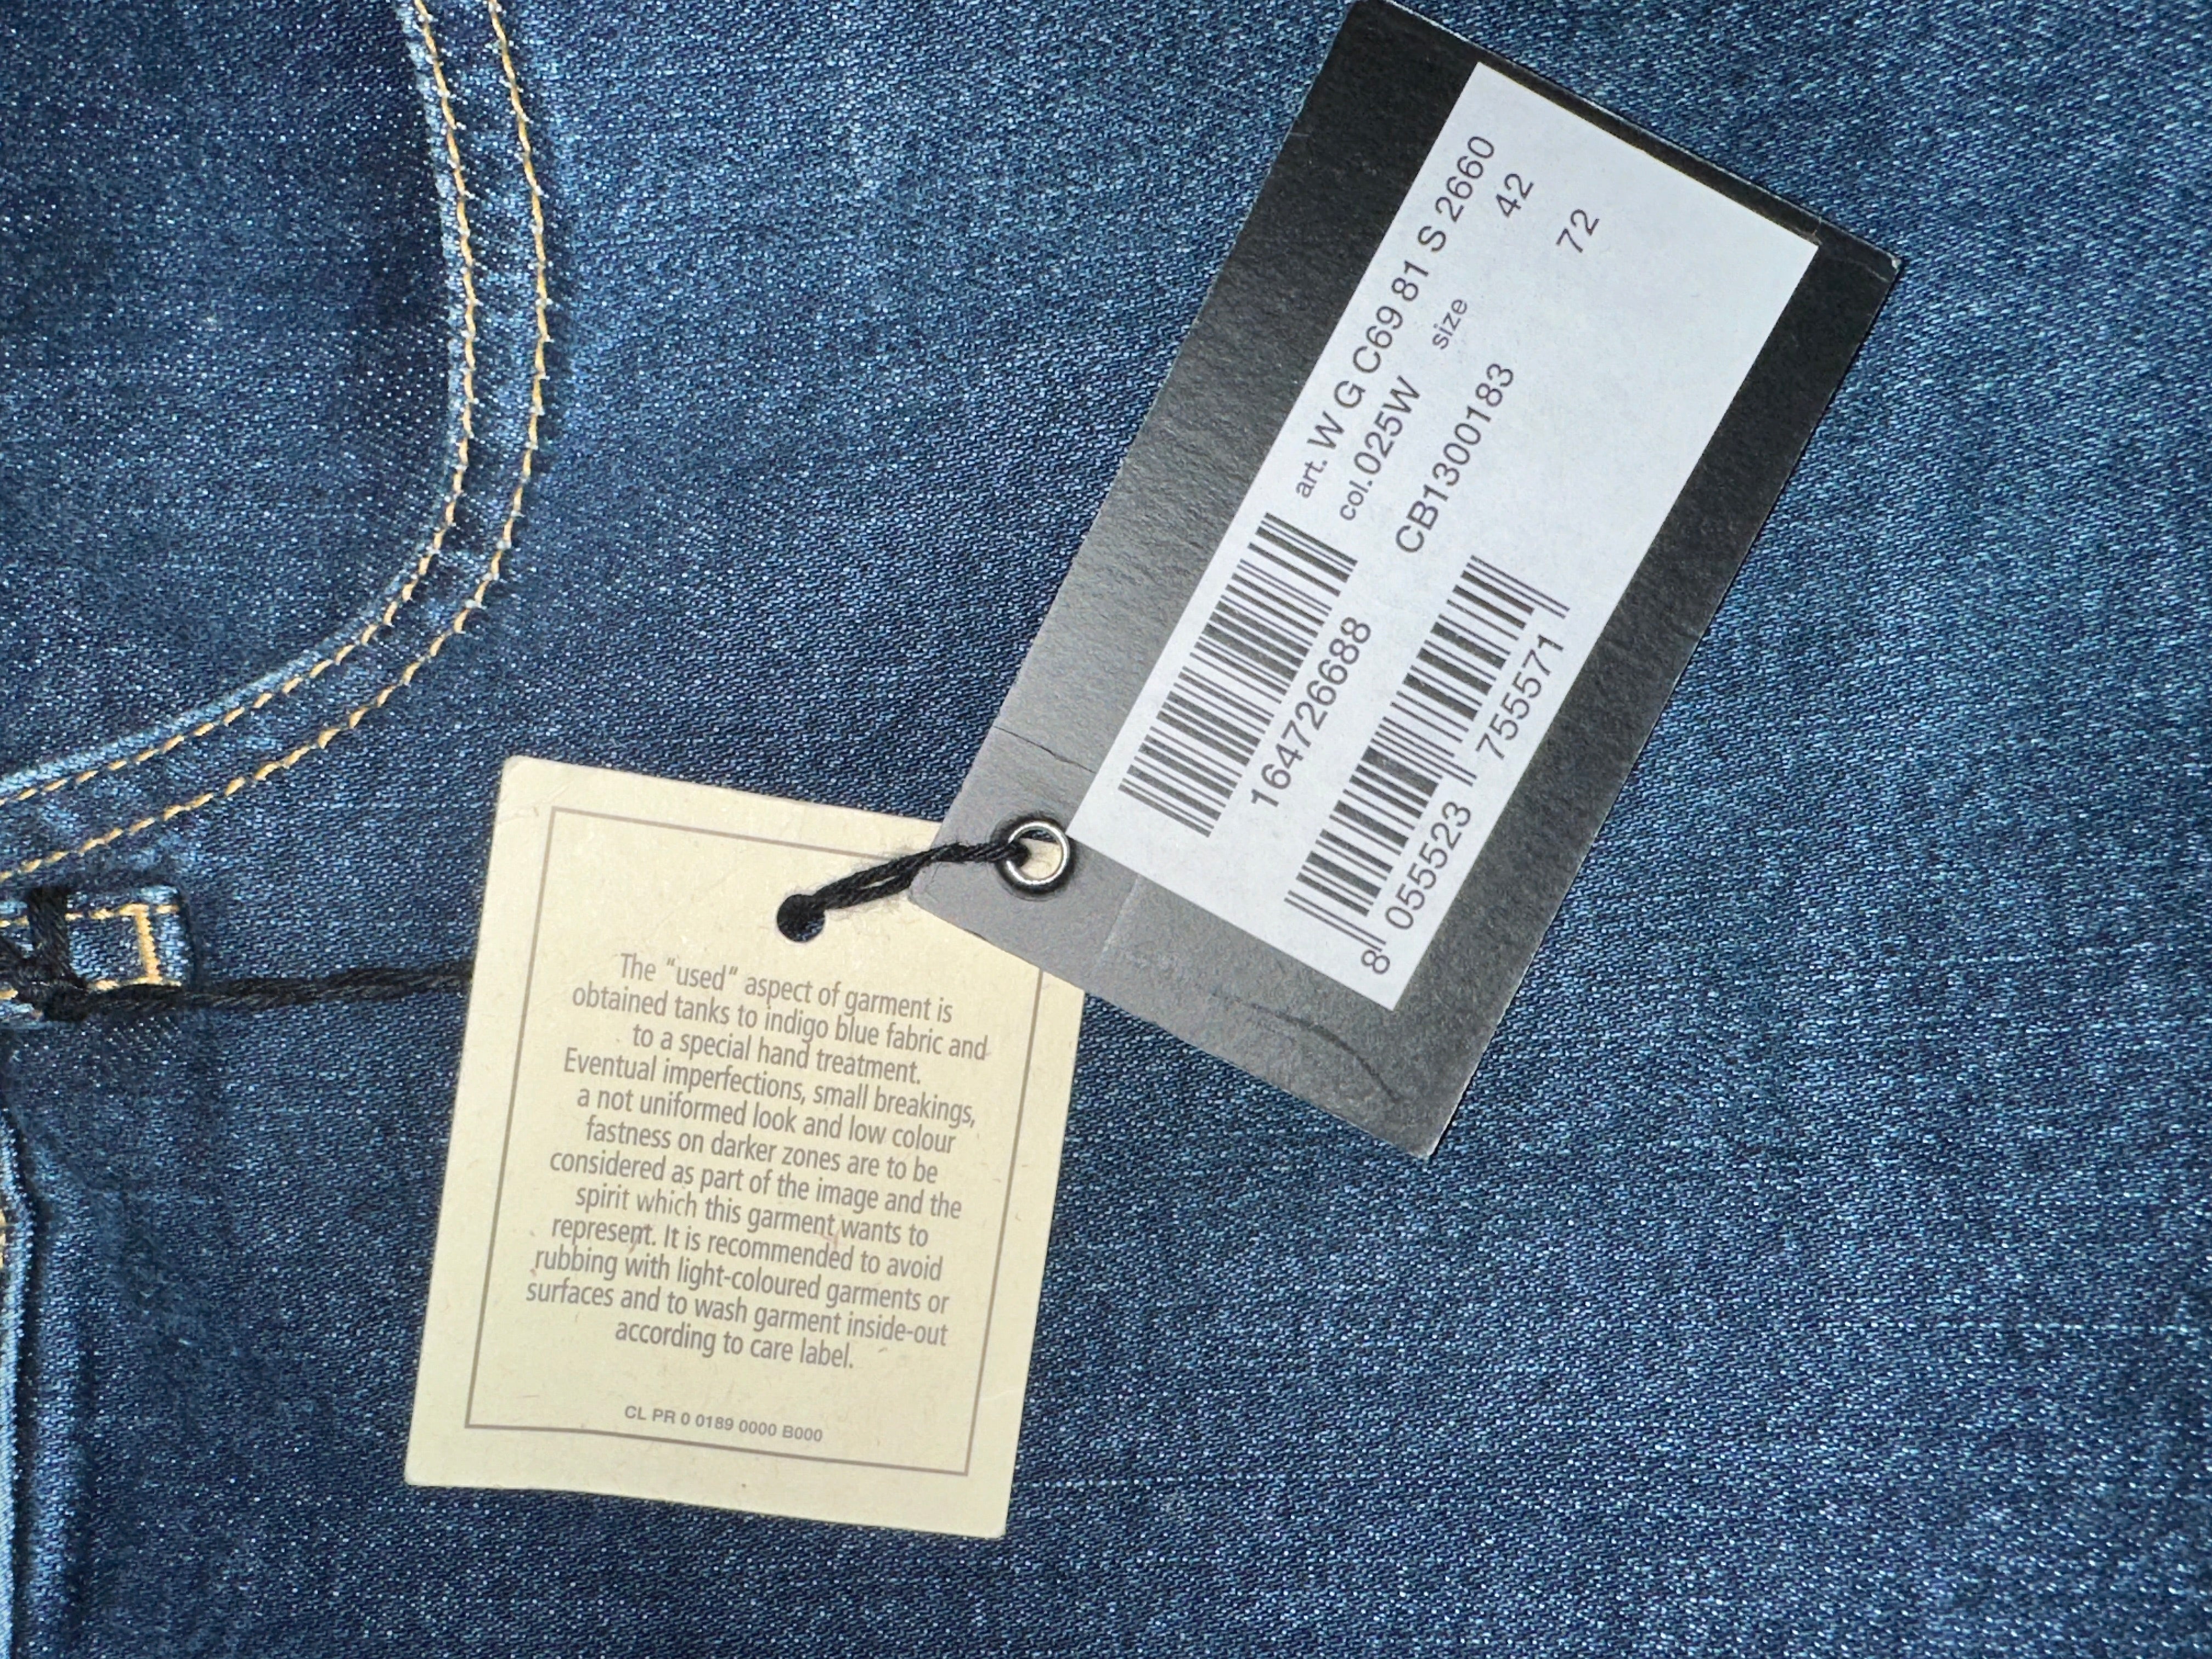 The "used" aspect of garment is
obtained tanks to indigo blue fabric and
to a special hand treatment.
Eventual imperfections, small breakings,
a not uniformed look and low colour
fastness on darker zones are to be
considered as part of the image and the
spirit which this garment wants to
represent. It is recommended to avoid
rubbing with light-coloured garments or
surfaces and to wash garment inside-out
according to care label.
CL PR 0 0189 0000 B000
art. W G C69 81 S 2660
col.025W size 42
164726688
CB1300183 72
8 055523 755571